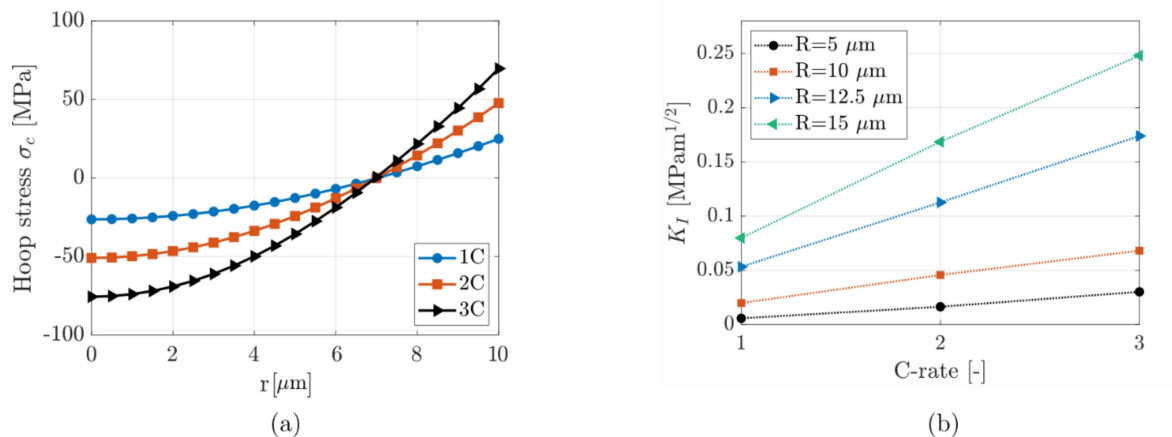 100
50
0
-50
-100
Hoop stress σ_c [MPa]
1C
2C
3C
0 2 4 6 8 10
r[μm]
(a)
0.25
0.2
0.15
0.1
0.05
0
K_I [MPam^{1/2}]
R=5 μm
R=10 μm
R=12.5 μm
R=15 μm
1 2 3
C-rate [-]
(b)